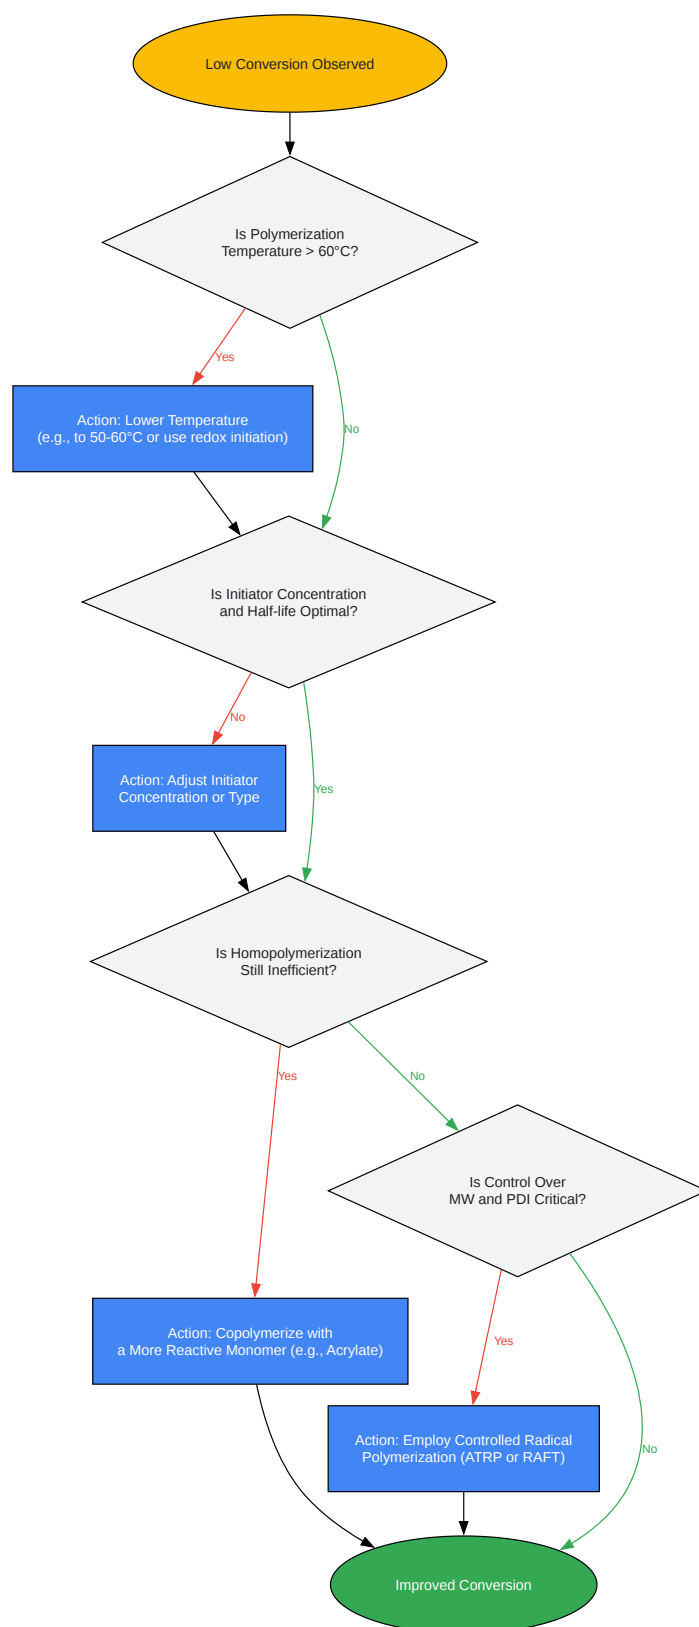 Low Conversion Observed
Is Polymerization
Temperature > 60°C?
Yes
Action: Lower Temperature
(e.g., to 50-60°C or use redox initiation)
No
Is Initiator Concentration
and Half-life Optimal?
No
Action: Adjust Initiator
Concentration or Type
Yes
Is Homopolymerization
Still Inefficient?
Yes
No
Is Control Over
MW and PDI Critical?
Action: Copolymerize with
a More Reactive Monomer (e.g., Acrylate)
Yes
Action: Employ Controlled Radical
Polymerization (ATRP or RAFT)
No
Improved Conversion